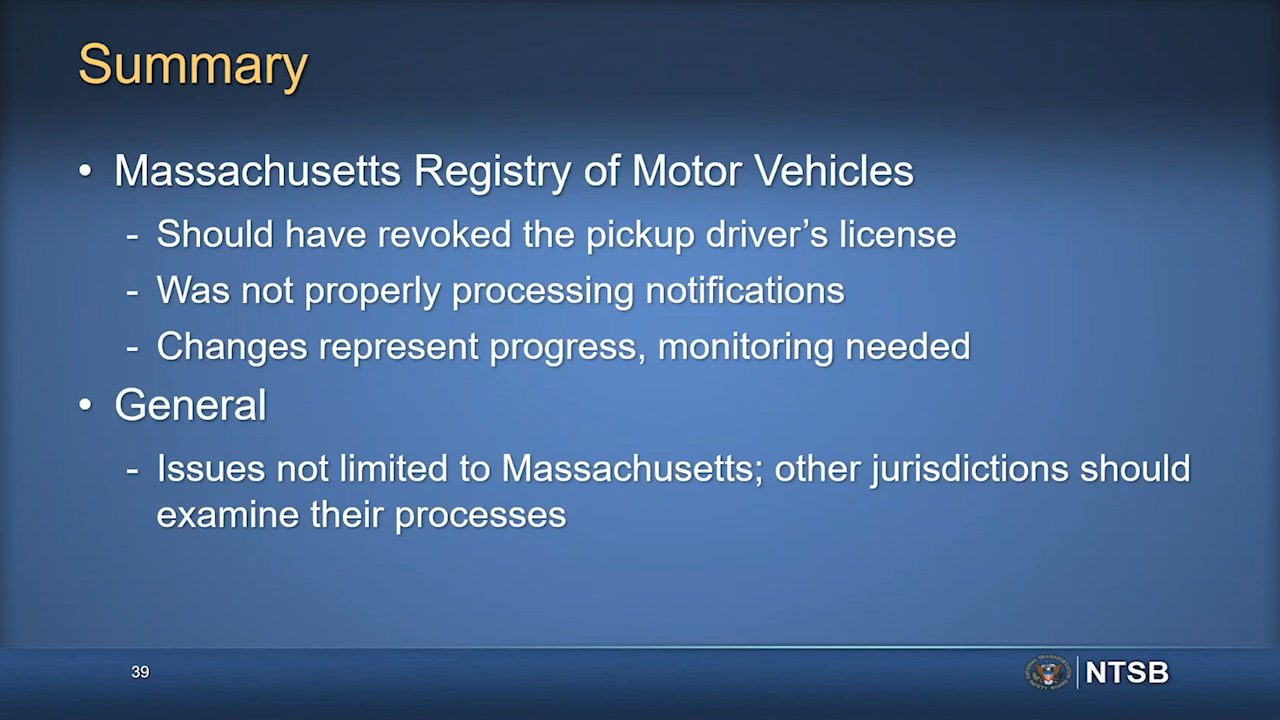 Summary
• Massachusetts Registry of Motor Vehicles
- Should have revoked the pickup driver’s license
- Was not properly processing notifications
- Changes represent progress, monitoring needed
• General
- Issues not limited to Massachusetts; other jurisdictions should
examine their processes
39
NTSB